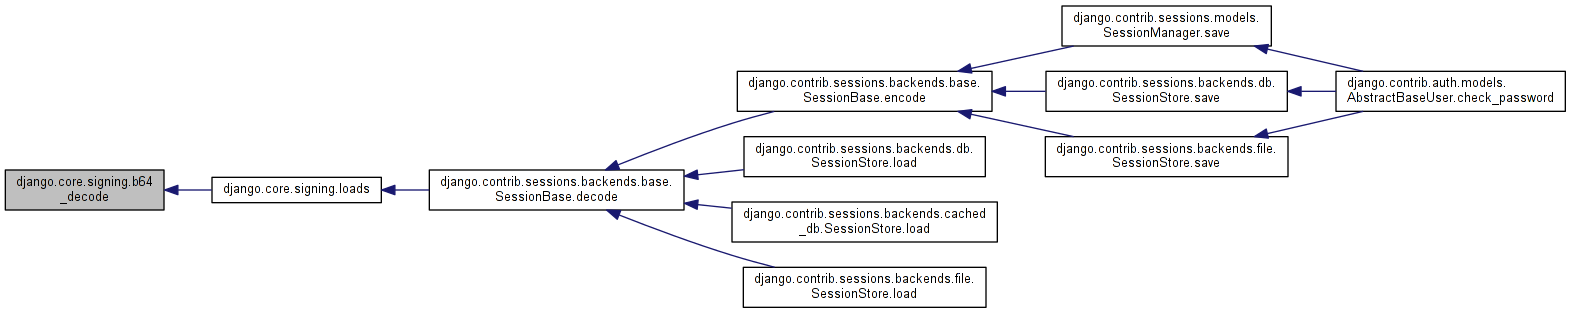 django.core.signing.b64
_decode
django.core.signing.loads
django.contrib.sessions.backends.base.
SessionBase.decode
django.contrib.sessions.backends.base.
SessionBase.encode
django.contrib.sessions.backends.db.
SessionStore.load
django.contrib.sessions.backends.cached
_db.SessionStore.load
django.contrib.sessions.backends.file.
SessionStore.load
django.contrib.sessions.models.
SessionManager.save
django.contrib.sessions.backends.db.
SessionStore.save
django.contrib.sessions.backends.file.
SessionStore.save
django.contrib.auth.models.
AbstractBaseUser.check_password